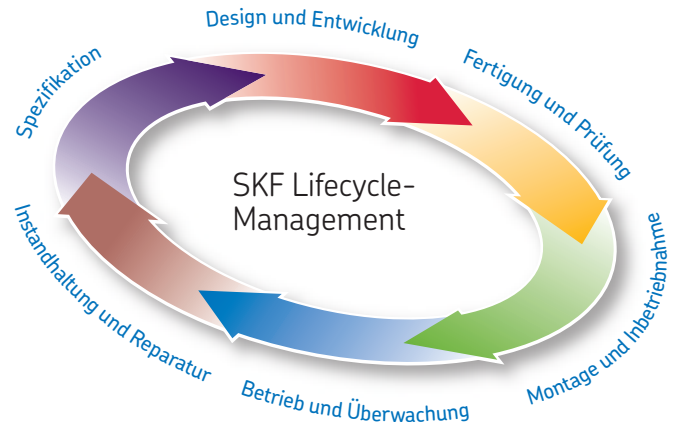 Design und Entwicklung
Fertigung und Prüfung
Montage und Inbetriebnahme
Betrieb und Überwachung
Instandhaltung und Reparatur
Spezifikation
SKF Lifecycle-
Management